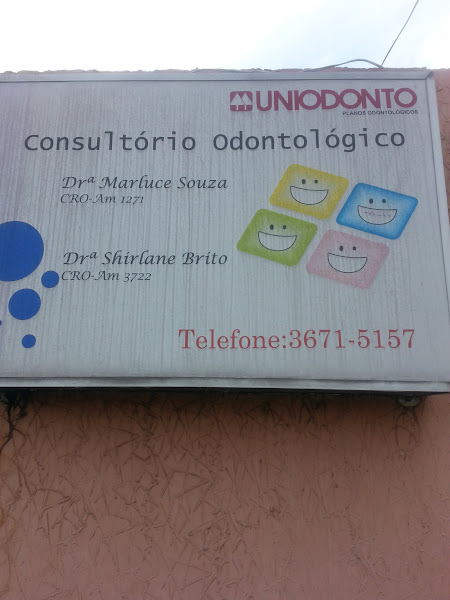 UNIODONTO
PLANOS ODONTOLÓGICOS
Consultório Odontológico
Drª Marluce Souza
CRO-Am 1271
Drª Shirlane Brito
CRO-Am 3722
Telefone:3671-5157